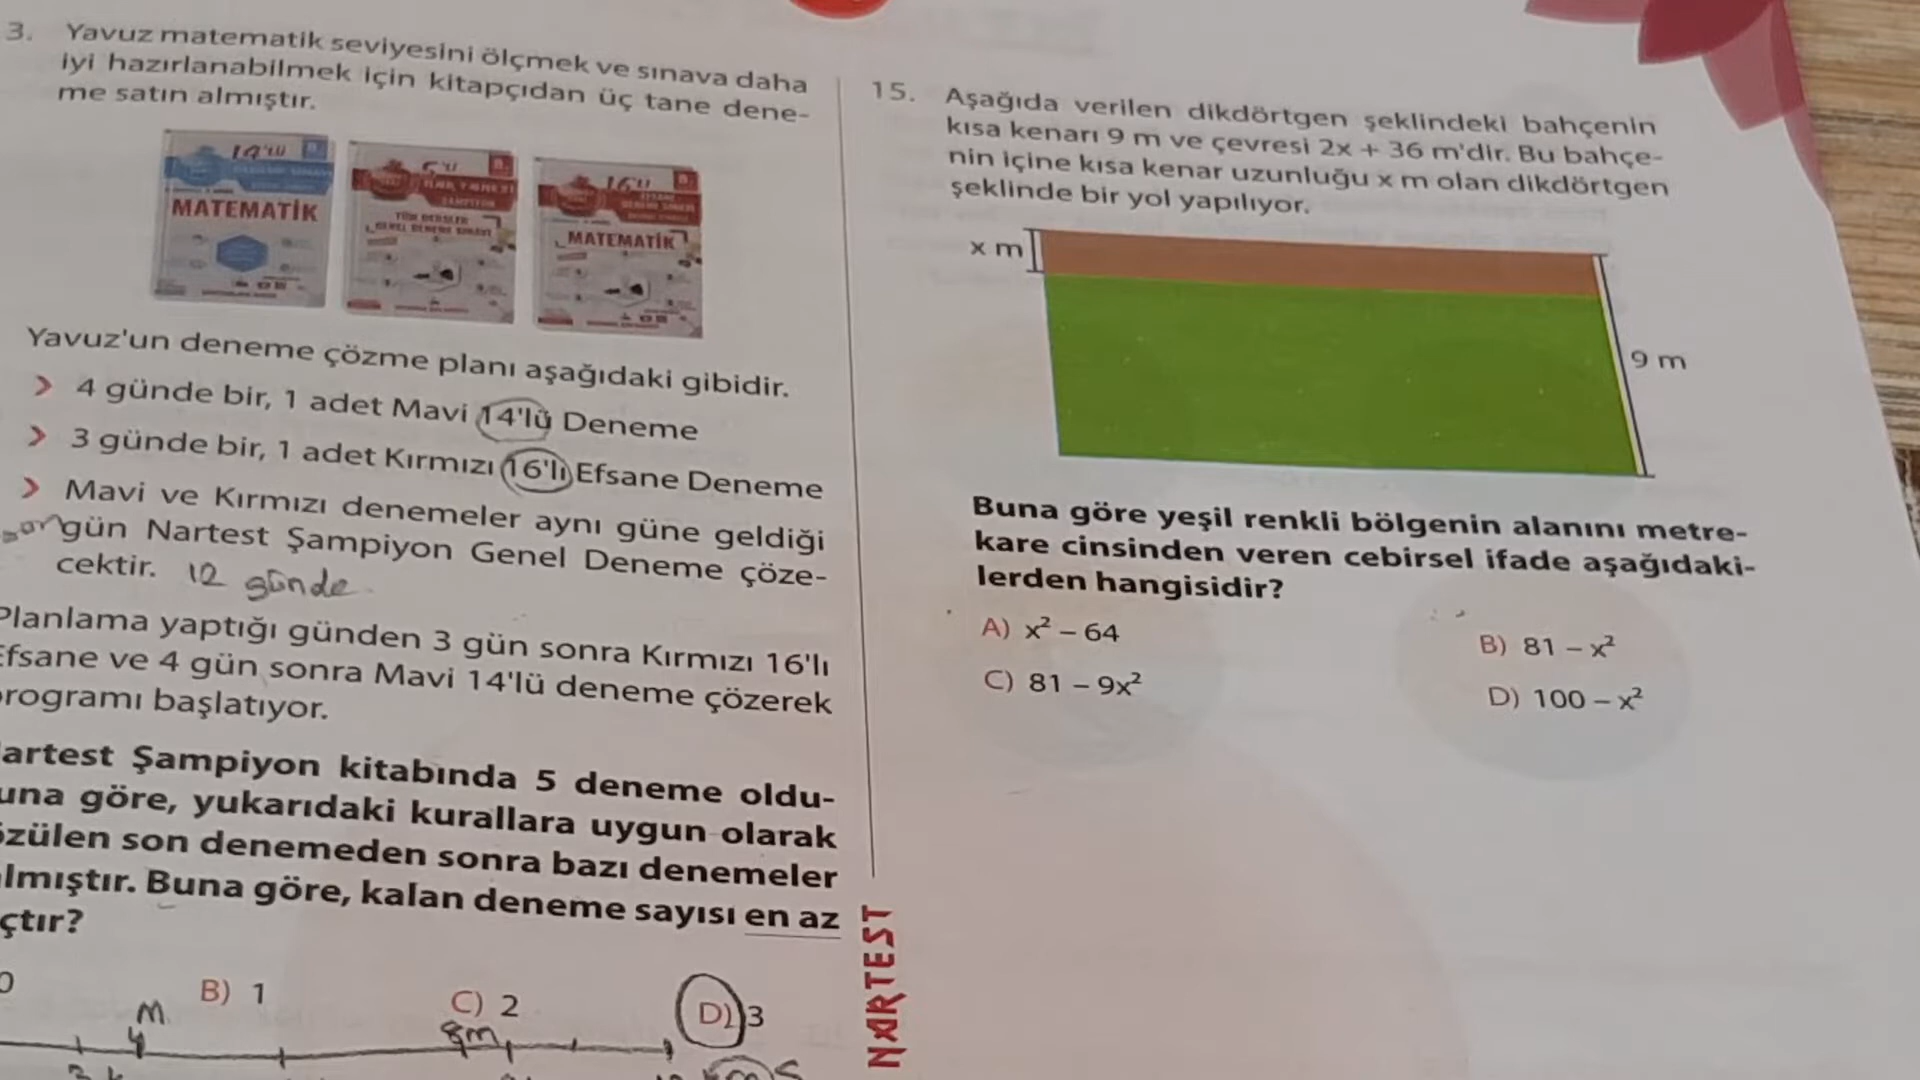 3. Yavuz matematik seviyesini ölçmek ve sınava daha
iyi hazırlanabilmek için kitapçıdan üç tane dene-
me satın almıştır.
14'lü
MATEMATİK
MATEMATİK
Yavuz'un deneme çözme planı aşağıdaki gibidir.
4 günde bir, 1 adet Mavi 14'lü Deneme
3 günde bir, 1 adet Kırmızı 16'lı Efsane Deneme
Mavi ve Kırmızı denemeler aynı güne geldiği
gün Nartest Şampiyon Genel Deneme çöze-
cektir. 12 günde
Planlama yaptığı günden 3 gün sonra Kırmızı 16'lı
Efsane ve 4 gün sonra Mavi 14'lü deneme çözerek
programı başlatıyor.
artest Şampiyon kitabında 5 deneme oldu-
una göre, yukarıdaki kurallara uygun olarak
özülen son denemeden sonra bazı denemeler
lmıştır. Buna göre, kalan deneme sayısı en az
çtır?
0
B) 1
C) 2
D) 3
M
4
8m
NARTEST
15. Aşağıda verilen dikdörtgen şeklindeki bahçenin
kısa kenarı 9 m ve çevresi 2x + 36 m'dir. Bu bahçe-
nin içine kısa kenar uzunluğu x m olan dikdörtgen
şeklinde bir yol yapılıyor.
x m
9 m
Buna göre yeşil renkli bölgenin alanını metre-
kare cinsinden veren cebirsel ifade aşağıdaki-
lerden hangisidir?
A) x² – 64
B) 81 – x²
C) 81 – 9x²
D) 100 – x²